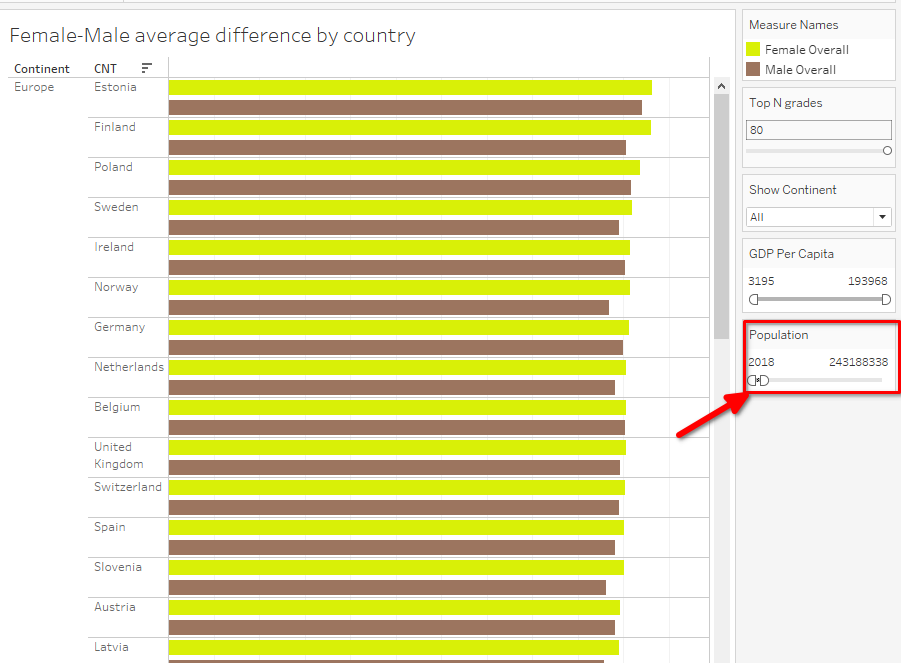 Female-Male average difference by country
Continent CNT
Europe Estonia
Finland
Poland
Sweden
Ireland
Norway
Germany
Netherlands
Belgium
United
Kingdom
Switzerland
Spain
Slovenia
Austria
Latvia
Measure Names
Female Overall
Male Overall
Top N grades
80
Show Continent
All
GDP Per Capita
3195 193968
Population
2018 243188338